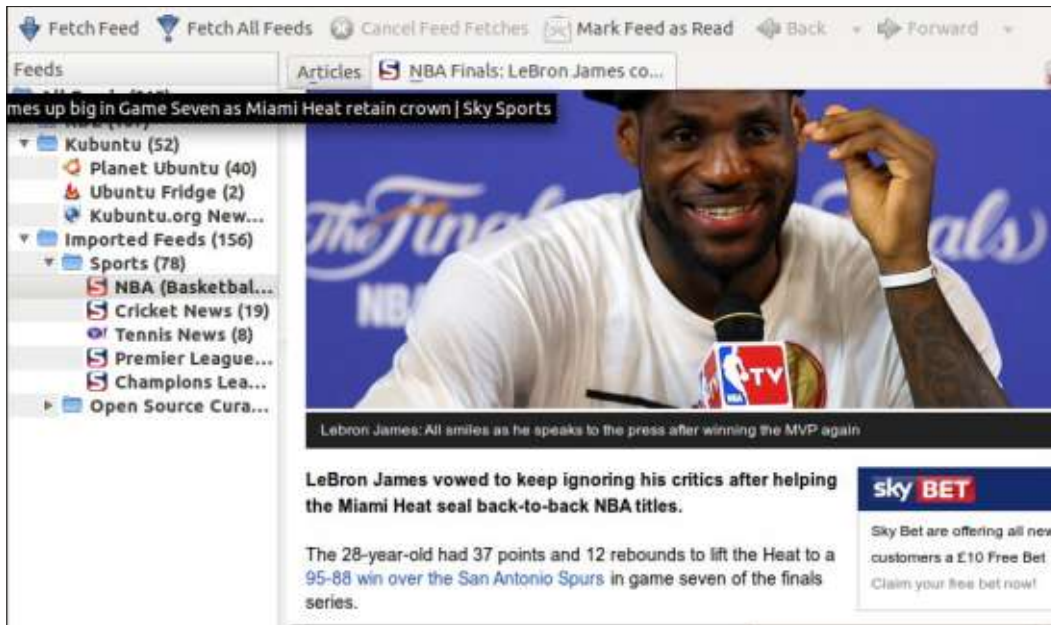 Fetch Feed Fetch All Feeds Cancel Feed Fetches Mark Feed as Read Back Forward
Feeds
Articles NBA Finals: LeBron James co...
mes up big in Game Seven as Miami Heat retain crown | Sky Sports
Kubuntu (52)
Planet Ubuntu (40)
Ubuntu Fridge (2)
Kubuntu.org New...
Imported Feeds (156)
Sports (78)
NBA (Basketbal...
Cricket News (19)
Tennis News (8)
Premier League...
Champions Lea...
Open Source Cura...
The Finals
NBA
als
NBA TV
Lebron James: All smiles as he speaks to the press after winning the MVP again
LeBron James vowed to keep ignoring his critics after helping
the Miami Heat seal back-to-back NBA titles.
The 28-year-old had 37 points and 12 rebounds to lift the Heat to a
95-88 win over the San Antonio Spurs in game seven of the finals
series.
sky BET
Sky Bet are offering all new
customers a £10 Free Bet
Claim your free bet now!